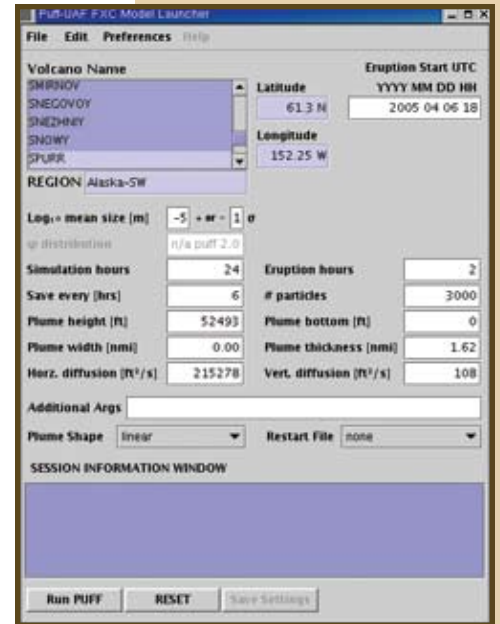 Puff-UAF FXC Model Launcher
File Edit Preferences Help
Volcano Name
SMIRNOV
SNEGOVOY
SNEZHNIY
SNOWY
SPURR
Latitude
61.3 N
Longitude
152.25 W
Eruption Start UTC
YYYY MM DD HH
2005 04 06 18
REGION Alaska-SW
Log₁₀ mean size [m] -5 + or - 1 σ
φ distribution n/a puff 2.0
Simulation hours 24 Eruption hours 2
Save every [hrs] 6 # particles 3000
Plume height [ft] 52493 Plume bottom [ft] 0
Plume width [nmi] 0.00 Plume thickness [nmi] 1.62
Horz. diffusion [ft²/s] 215278 Vert. diffusion [ft²/s] 108
Additional Args
Plume Shape linear Restart File none
SESSION INFORMATION WINDOW
Run PUFF RESET Save Settings